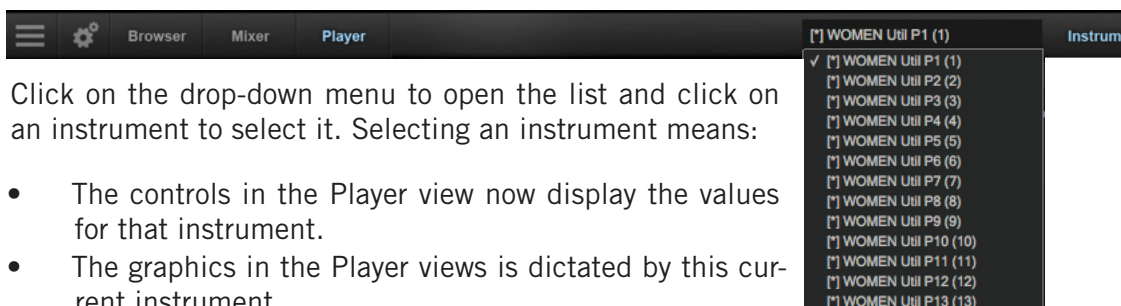 Browser Mixer Player [*] WOMEN Util P1 (1) Instrum
✓ [*] WOMEN Util P1 (1)
[*] WOMEN Util P2 (2)
[*] WOMEN Util P3 (3)
[*] WOMEN Util P4 (4)
[*] WOMEN Util P5 (5)
[*] WOMEN Util P6 (6)
[*] WOMEN Util P7 (7)
[*] WOMEN Util P8 (8)
[*] WOMEN Util P9 (9)
[*] WOMEN Util P10 (10)
[*] WOMEN Util P11 (11)
[*] WOMEN Util P12 (12)
[*] WOMEN Util P13 (13)
Click on the drop-down menu to open the list and click on
an instrument to select it. Selecting an instrument means:
• The controls in the Player view now display the values
for that instrument.
• The graphics in the Player views is dictated by this cur-
rent instrument